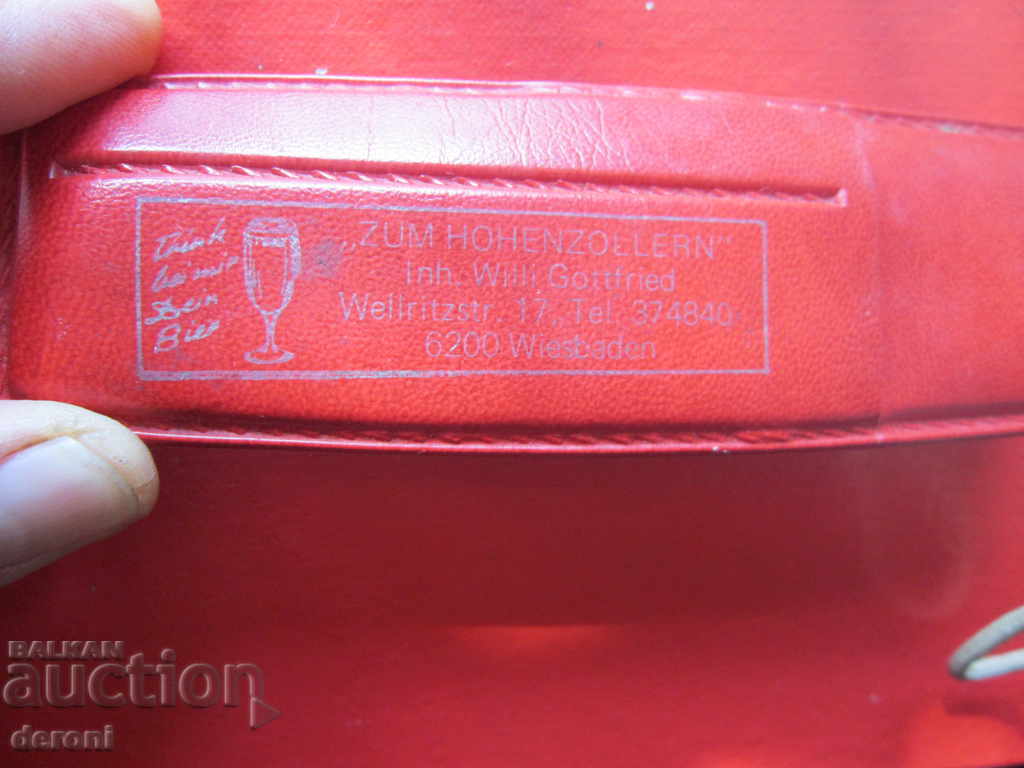 Trink
bei mir
Dein
Bier
„ZUM HOHENZOLLERN“
Inh. Willi Gottfried
Wellritzstr. 17, Tel. 374840
6200 Wiesbaden
BALKAN
auction
deroni